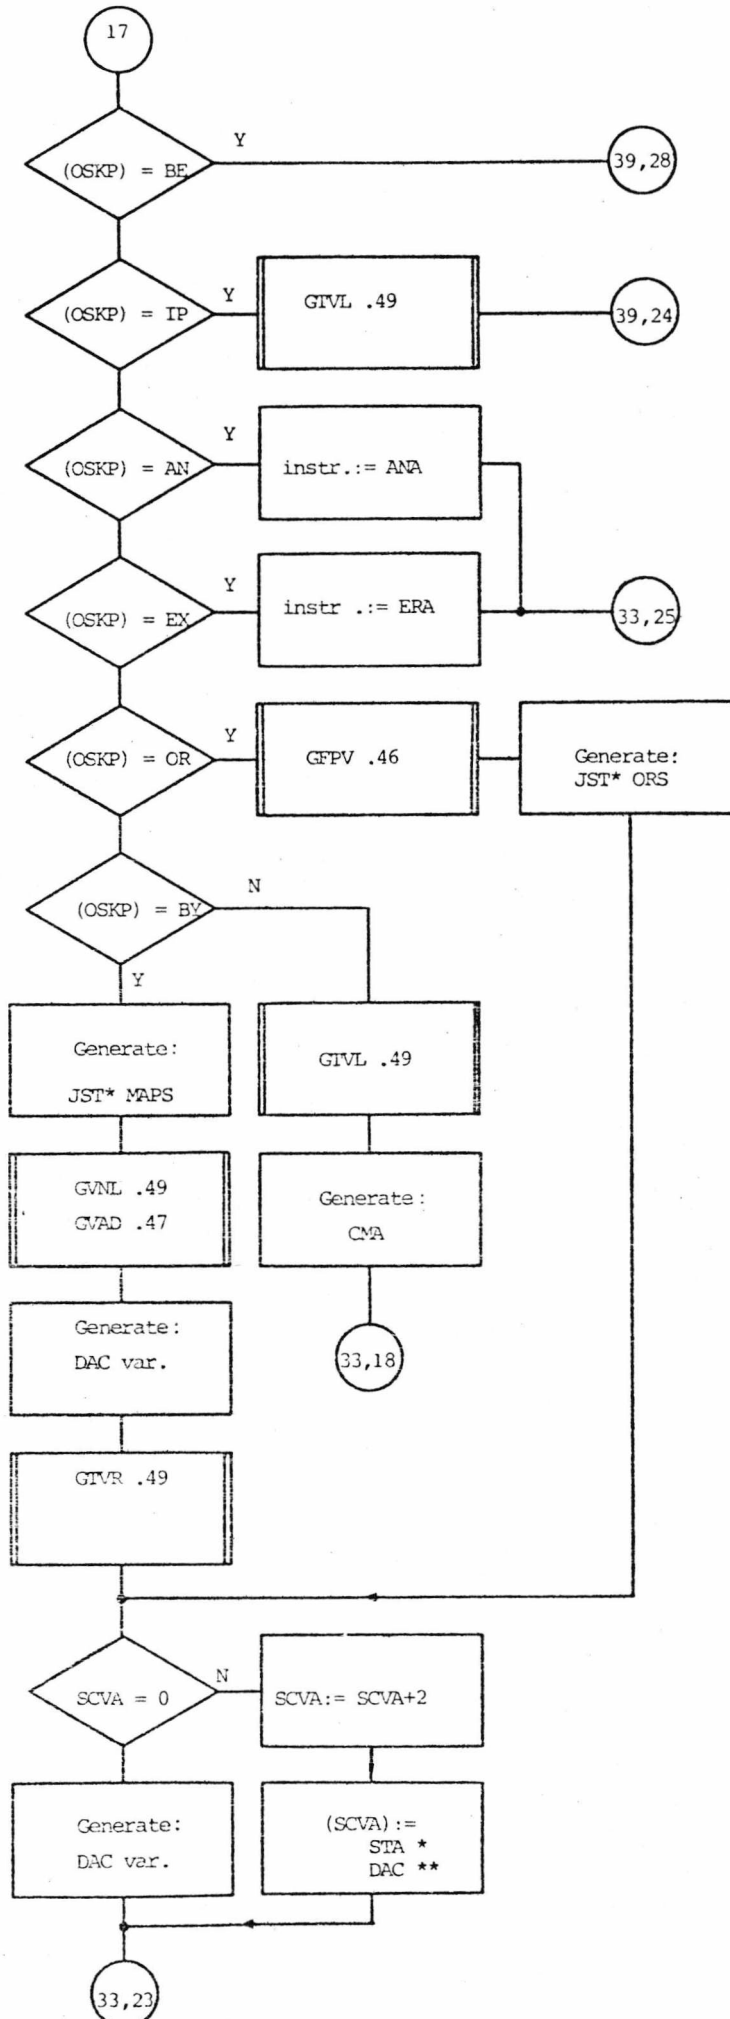 17
(OSKP) = BE
Y
39,28
(OSKP) = IP
Y
GTVL .49
39,24
(OSKP) = AN
Y
instr.:= ANA
(OSKP) = EX
Y
instr .:= ERA
33,25
(OSKP) = OR
Y
GFPV .46
Generate:
JST* ORS
(OSKP) = BY
N
Y
Generate:
JST* MAPS
GTVL .49
GVNL .49
GVAD .47
Generate:
CMA
Generate:
DAC var.
33,18
GTVR .49
SCVA = 0
N
SCVA:= SCVA+2
Generate:
DAC var.
(SCVA):=
STA *
DAC **
33,23